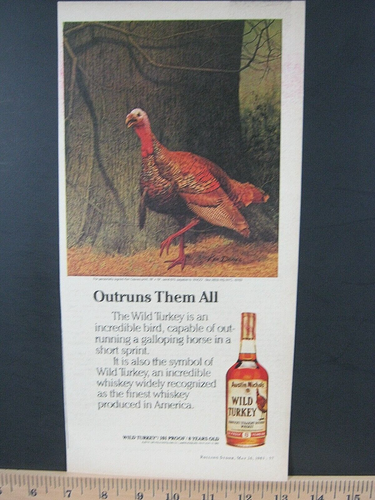 Outruns Them All
The Wild Turkey is an
incredible bird, capable of out-
running a galloping horse in a
short sprint.
It is also the symbol of
Wild Turkey, an incredible
whiskey widely recognized
as the finest whiskey
produced in America.
Austin Nichols
WILD
TURKEY
WILD TURKEY® 101 PROOF • 8 YEARS OLD
6 7 8 9 10 11 12 13 14 15